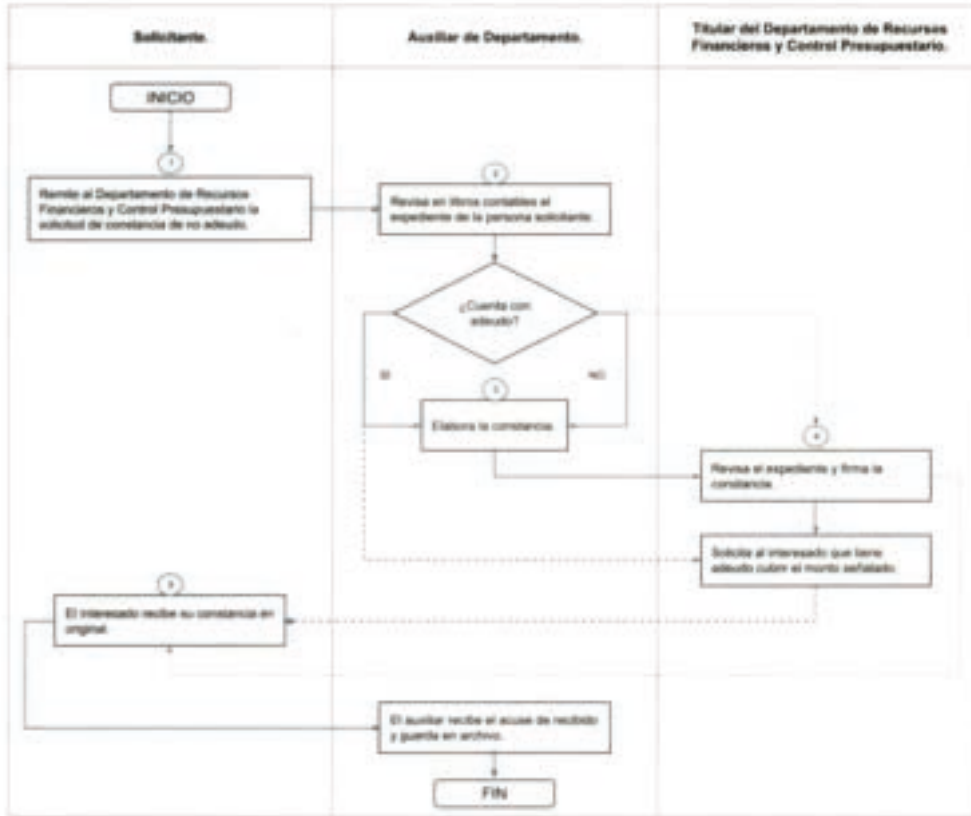 Solicitante.
Auxiliar de Departamento.
Titular del Departamento de Recursos
Financieros y Control Presupuestario.
INICIO
1
Remite al Departamento de Recursos
Financieros y Control Presupuestario la
solicitud de constancia de no adeudo.
2
Revisa en libros contables el
expediente de la persona solicitante.
¿Cuenta con
adeudo?
SI
NO
3
Elabora la constancia.
4
Revisa el expediente y firma la
constancia.
Solicita al interesado que tiene
adeudo cubrir el monto señalado.
5
El interesado recibe su constancia en
original.
El auxiliar recibe el acuse de recibido
y guarda en archivo.
FIN